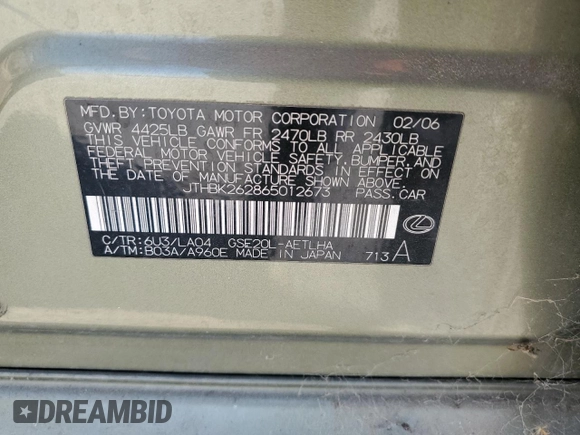 MFD. BY: TOYOTA MOTOR CORPORATION 02/06
GVWR 4425LB GAWR FR 2470LB RR 2430LB
THIS VEHICLE CONFORMS TO ALL APPLICABLE
FEDERAL MOTOR VEHICLE SAFETY, BUMPER, AND
THEFT PREVENTION STANDARDS IN EFFECT ON
THE DATE OF MANUFACTURE SHOWN ABOVE.
JTHBK262865012673 PASS. CAR
C/TR: 6U3/LA04 GSE20L-AETLHA
A/TM: B03A/A960E MADE IN JAPAN 713 A
DREAMBID